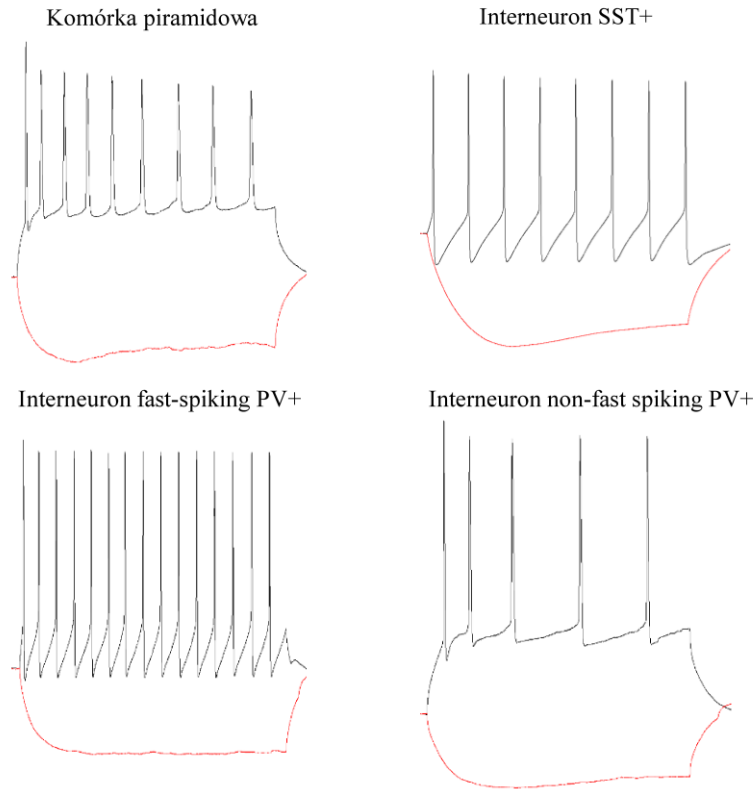 Komórka piramidowa
Interneuron SST+
Interneuron fast-spiking PV+
Interneuron non-fast spiking PV+